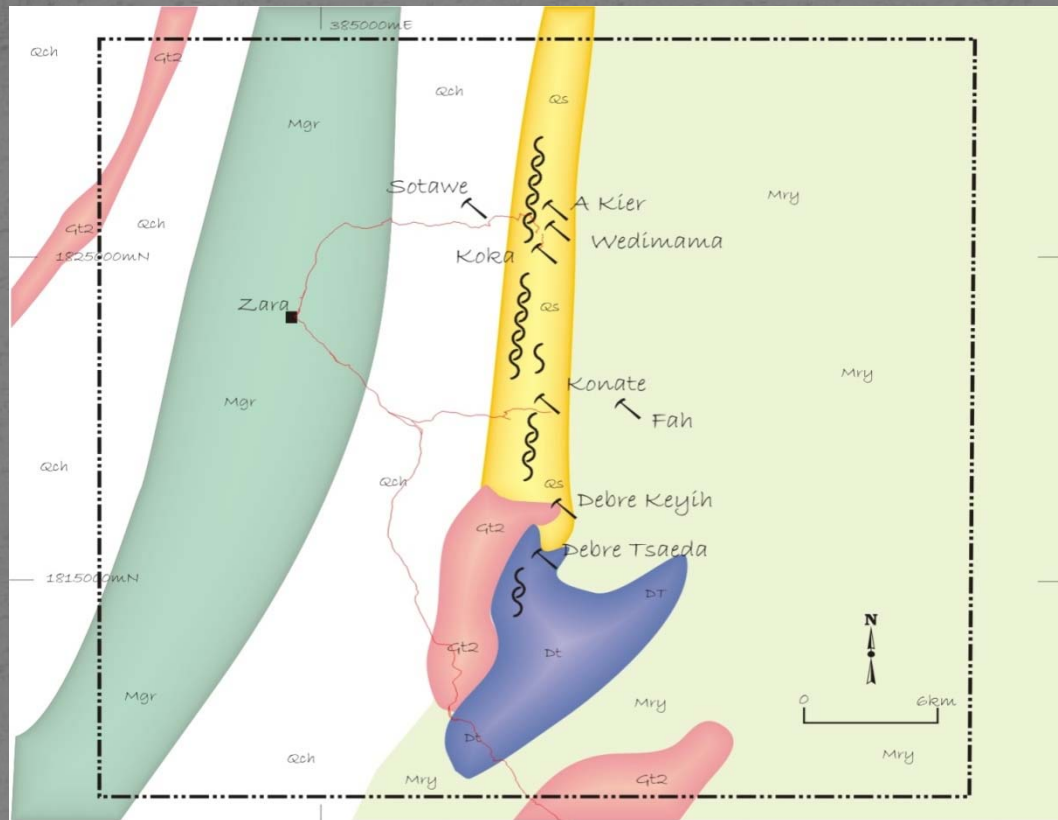 385000mE
Qch
Gt2
Qch
Qs
Mgr
Sotawe
A Kier
Mry
Gt2
Qch
Wedimama
1825000mN
Koka
Zara
Qs
Mry
Konate
Mgr
Fah
Qch
Qch
Qs
Debre Keyih
Gt2
Debre Tsaeda
1815000mN
DT
N
Gt2
Dt
Mgr
Mry
0
6km
Dt
Qch
Mry
Gt2
Mry